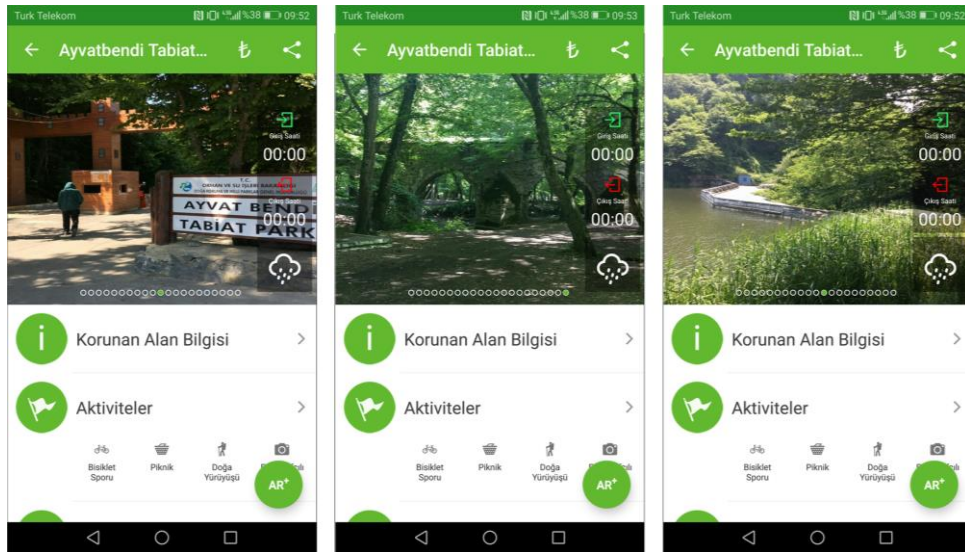 Turk Telekom %38 09:52
Ayvatbendi Tabiat... ₺
Giriş Saati
00:00
Çıkış Saati
00:00
T.C.
ORMAN VE SU İŞLERİ BAKANLIĞI
AYVAT BENDİ
TABİAT PARK
i Korunan Alan Bilgisi
Aktiviteler
Bisiklet Sporu
Piknik
Doğa Yürüyüşü
AR+
Turk Telekom %38 09:53
Ayvatbendi Tabiat... ₺
Giriş Saati
00:00
Çıkış Saati
00:00
i Korunan Alan Bilgisi
Aktiviteler
Bisiklet Sporu
Piknik
Doğa Yürüyüşü
AR+
Turk Telekom %38 09:52
Ayvatbendi Tabiat... ₺
Giriş Saati
00:00
Çıkış Saati
00:00
i Korunan Alan Bilgisi
Aktiviteler
Bisiklet Sporu
Piknik
Doğa Yürüyüşü
AR+